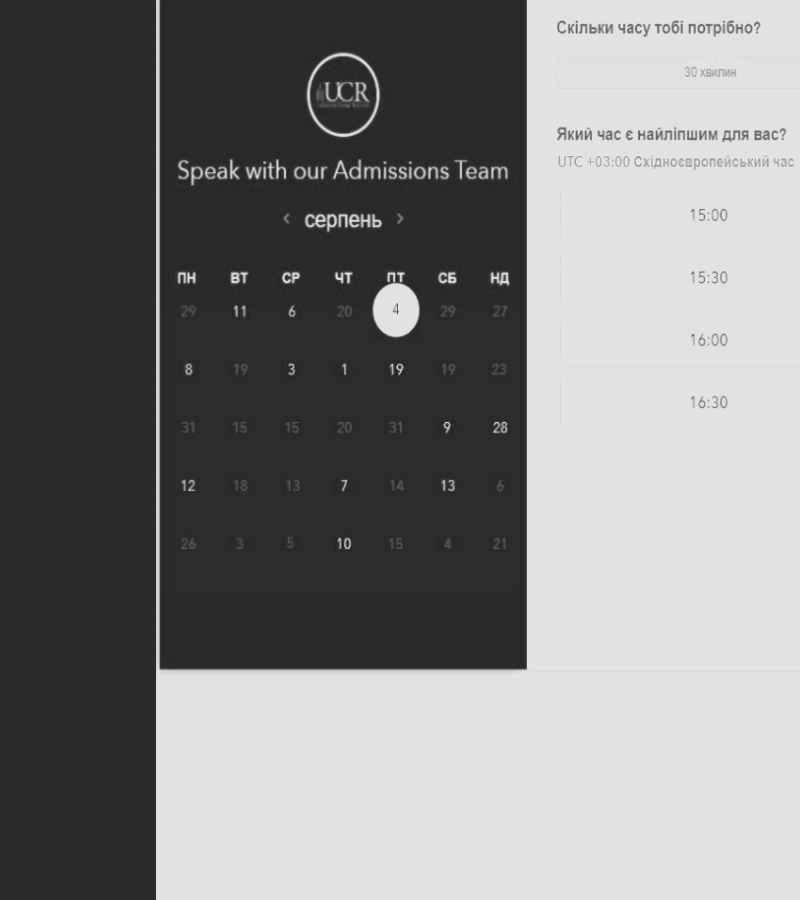 UCR
Speak with our Admissions Team
‹ серпень ›
ПН ВТ СР ЧТ ПТ СБ НД
29 11 6 20 4 29 27
8 19 3 1 19 19 23
31 15 15 20 31 9 28
12 18 13 7 14 13 6
26 3 5 10 15 4 21
Скільки часу тобі потрібно?
30 хвилин
Який час є найліпшим для вас?
UTC +03:00 Східноєвропейський час
15:00
15:30
16:00
16:30